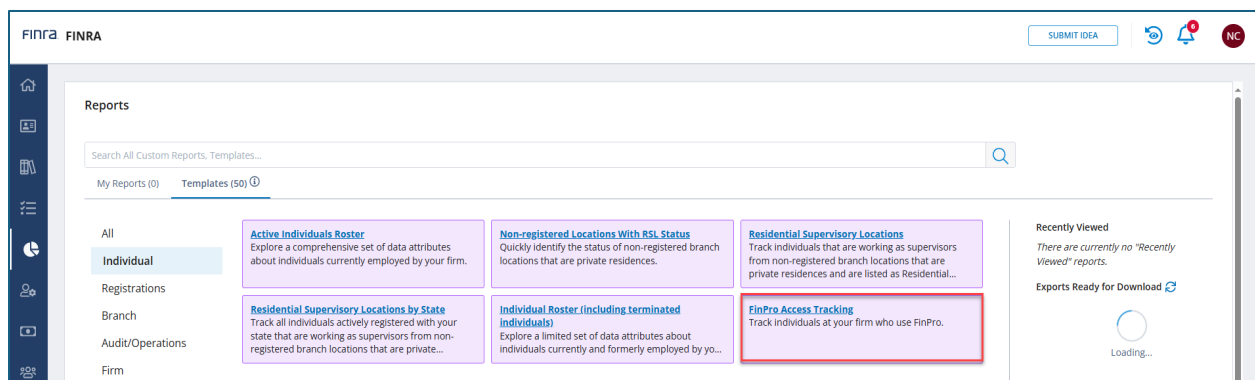 Finra FINRA
SUBMIT IDEA
6
NC
Reports
Search All Custom Reports, Templates...
My Reports (0)
Templates (50)
All
Individual
Registrations
Branch
Audit/Operations
Firm
Active Individuals Roster
Explore a comprehensive set of data attributes
about individuals currently employed by your firm.
Non-registered Locations With RSL Status
Quickly identify the status of non-registered branch
locations that are private residences.
Residential Supervisory Locations
Track individuals that are working as supervisors
from non-registered branch locations that are
private residences and are listed as Residential...
Residential Supervisory Locations by State
Track all individuals actively registered with your
state that are working as supervisors from non-
registered branch locations that are private...
Individual Roster (including terminated
individuals)
Explore a limited set of data attributes about
individuals currently and formerly employed by yo...
FinPro Access Tracking
Track individuals at your firm who use FinPro.
Recently Viewed
There are currently no "Recently
Viewed" reports.
Exports Ready for Download
Loading...